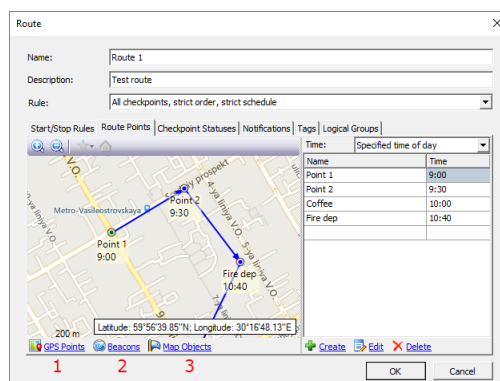 Route
Name:
Route 1
Description:
Test route
Rule:
All checkpoints, strict order, strict schedule
Start/Stop Rules
Route Points
Checkpoint Statuses
Notifications
Tags
Logical Groups
Time:
Specified time of day
Name
Time
Point 1
9:00
Point 2
9:30
Coffee
10:00
Fire dep
10:40
prospekt
4-ya liniya V.O.
Metro-Vasileostrovskaya
Point 2
9:30
Point 1
9:00
Fire dep
10:40
200 m
Latitude: 59°56'39.85"N; Longitude: 30°16'48.13"E
GPS Points
Beacons
Map Objects
Create
Edit
Delete
1
2
3
OK
Cancel